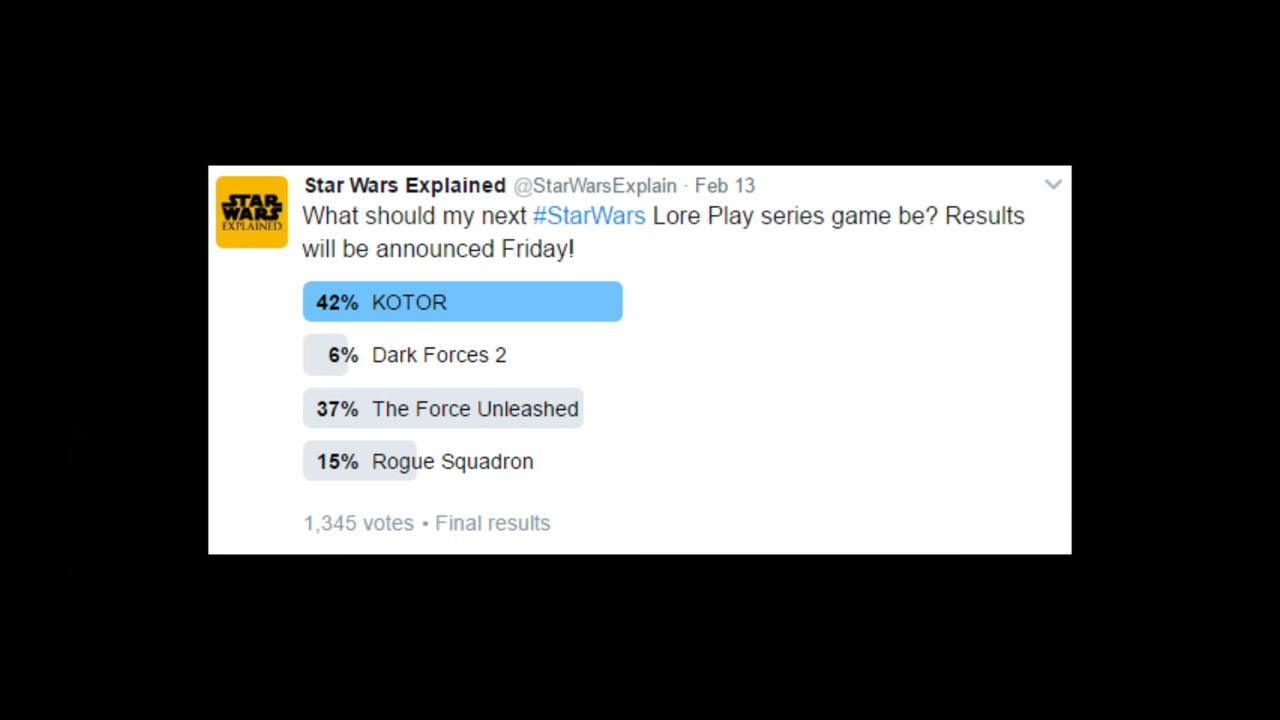 STAR
WARS
EXPLAINED
Star Wars Explained @StarWarsExplain · Feb 13
What should my next #StarWars Lore Play series game be? Results
will be announced Friday!
42% KOTOR
6% Dark Forces 2
37% The Force Unleashed
15% Rogue Squadron
1,345 votes • Final results